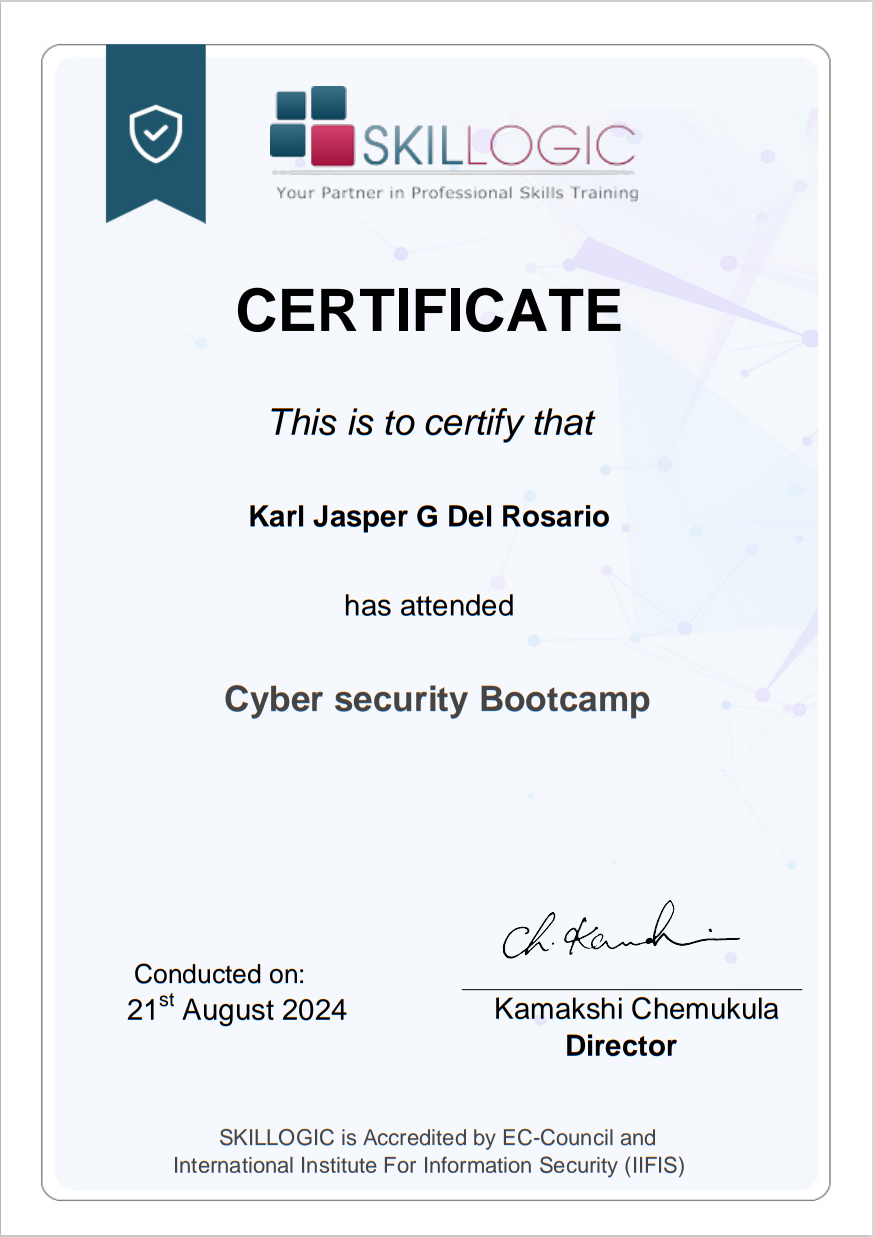 SKILLOGIC
Your Partner in Professional Skills Training
CERTIFICATE
This is to certify that
Karl Jasper G Del Rosario
has attended
Cyber security Bootcamp
Ch. Kamakshi
Conducted on:
21st August 2024
Kamakshi Chemukula
Director
SKILLOGIC is Accredited by EC-Council and
International Institute For Information Security (IIFIS)